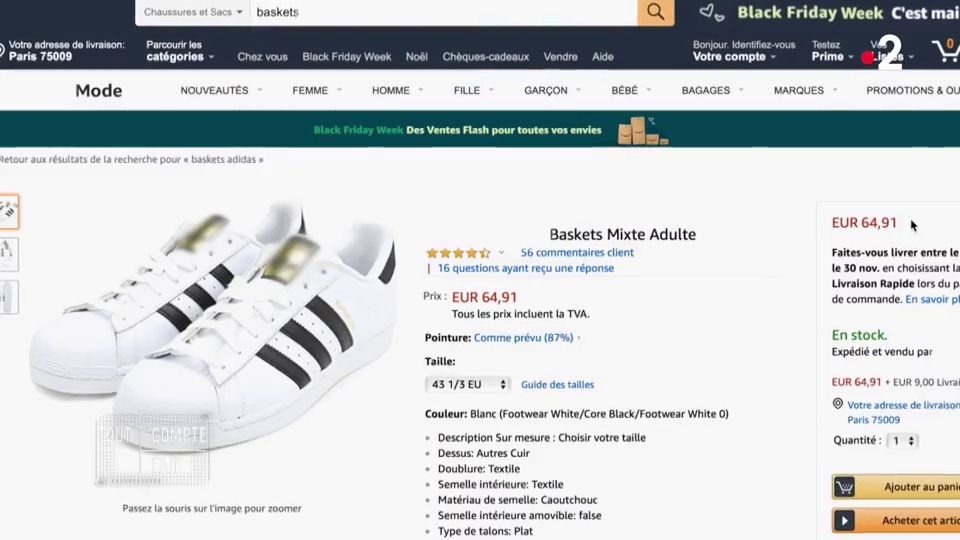 Chaussures et Sacs baskets
Black Friday Week C'est mai
Votre adresse de livraison:
Paris 75009
Parcourir les
catégories
Chez vous Black Friday Week Noël Chèques-cadeaux Vendre Aide
Bonjour. Identifiez-vous
Votre compte
Testez
Prime
0
2
Mode NOUVEAUTÉS FEMME HOMME FILLE GARÇON BÉBÉ BAGAGES MARQUES PROMOTIONS & OU
Black Friday Week Des Ventes Flash pour toutes vos envies
Retour aux résultats de la recherche pour « baskets adidas »
Baskets Mixte Adulte
56 commentaires client
| 16 questions ayant reçu une réponse
Prix : EUR 64,91
Tous les prix incluent la TVA.
Pointure: Comme prévu (87%)
Taille:
43 1/3 EU Guide des tailles
Couleur: Blanc (Footwear White/Core Black/Footwear White 0)
Description Sur mesure : Choisir votre taille
Dessus: Autres Cuir
Doublure: Textile
Semelle intérieure: Textile
Matériau de semelle: Caoutchouc
Semelle intérieure amovible: false
Type de talons: Plat
COMPTE
Passez la souris sur l'image pour zoomer
EUR 64,91
Faites-vous livrer entre le
le 30 nov. en choisissant la
Livraison Rapide lors du pa
de commande. En savoir pl
En stock.
Expédié et vendu par
EUR 64,91 + EUR 9,00 Livrai
Votre adresse de livraison
Paris 75009
Quantité : 1
Ajouter au panie
Acheter cet artic